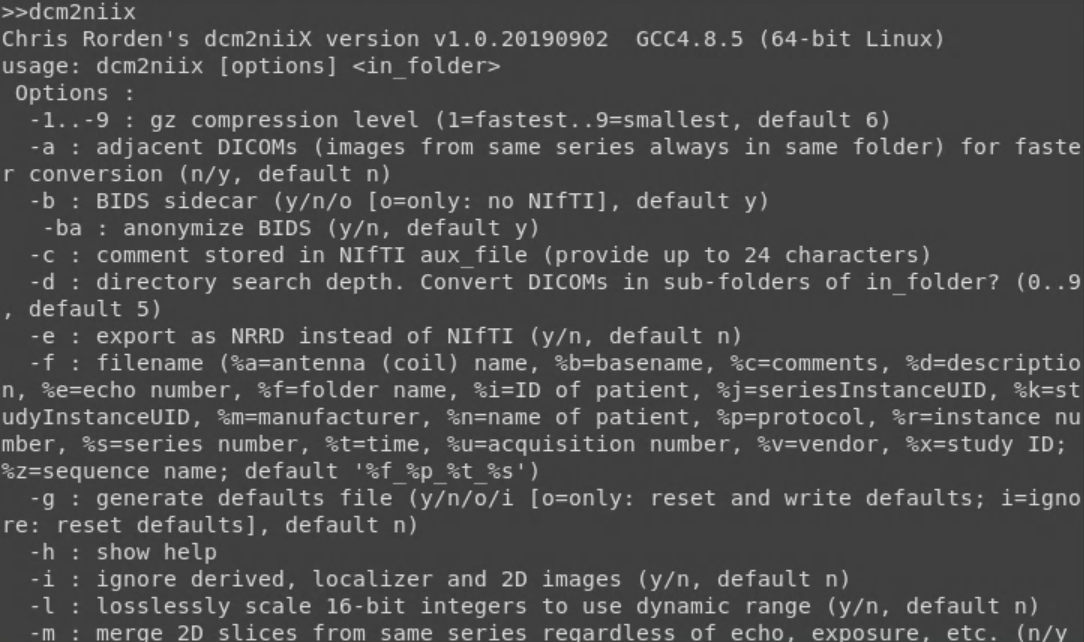 >>dcm2niix
Chris Rorden's dcm2niiX version v1.0.20190902  GCC4.8.5 (64-bit Linux)
usage: dcm2niix [options] <in_folder>
 Options :
  -1..-9 : gz compression level (1=fastest..9=smallest, default 6)
  -a : adjacent DICOMs (images from same series always in same folder) for faste
r conversion (n/y, default n)
  -b : BIDS sidecar (y/n/o [o=only: no NIfTI], default y)
   -ba : anonymize BIDS (y/n, default y)
  -c : comment stored in NIfTI aux_file (provide up to 24 characters)
  -d : directory search depth. Convert DICOMs in sub-folders of in_folder? (0..9
, default 5)
  -e : export as NRRD instead of NIfTI (y/n, default n)
  -f : filename (%a=antenna (coil) name, %b=basename, %c=comments, %d=descriptio
n, %e=echo number, %f=folder name, %i=ID of patient, %j=seriesInstanceUID, %k=st
udyInstanceUID, %m=manufacturer, %n=name of patient, %p=protocol, %r=instance nu
mber, %s=series number, %t=time, %u=acquisition number, %v=vendor, %x=study ID;
%z=sequence name; default '%f_%p_%t_%s')
  -g : generate defaults file (y/n/o/i [o=only: reset and write defaults; i=igno
re: reset defaults], default n)
  -h : show help
  -i : ignore derived, localizer and 2D images (y/n, default n)
  -l : losslessly scale 16-bit integers to use dynamic range (y/n, default n)
  -m : merge 2D slices from same series regardless of echo, exposure, etc. (n/y